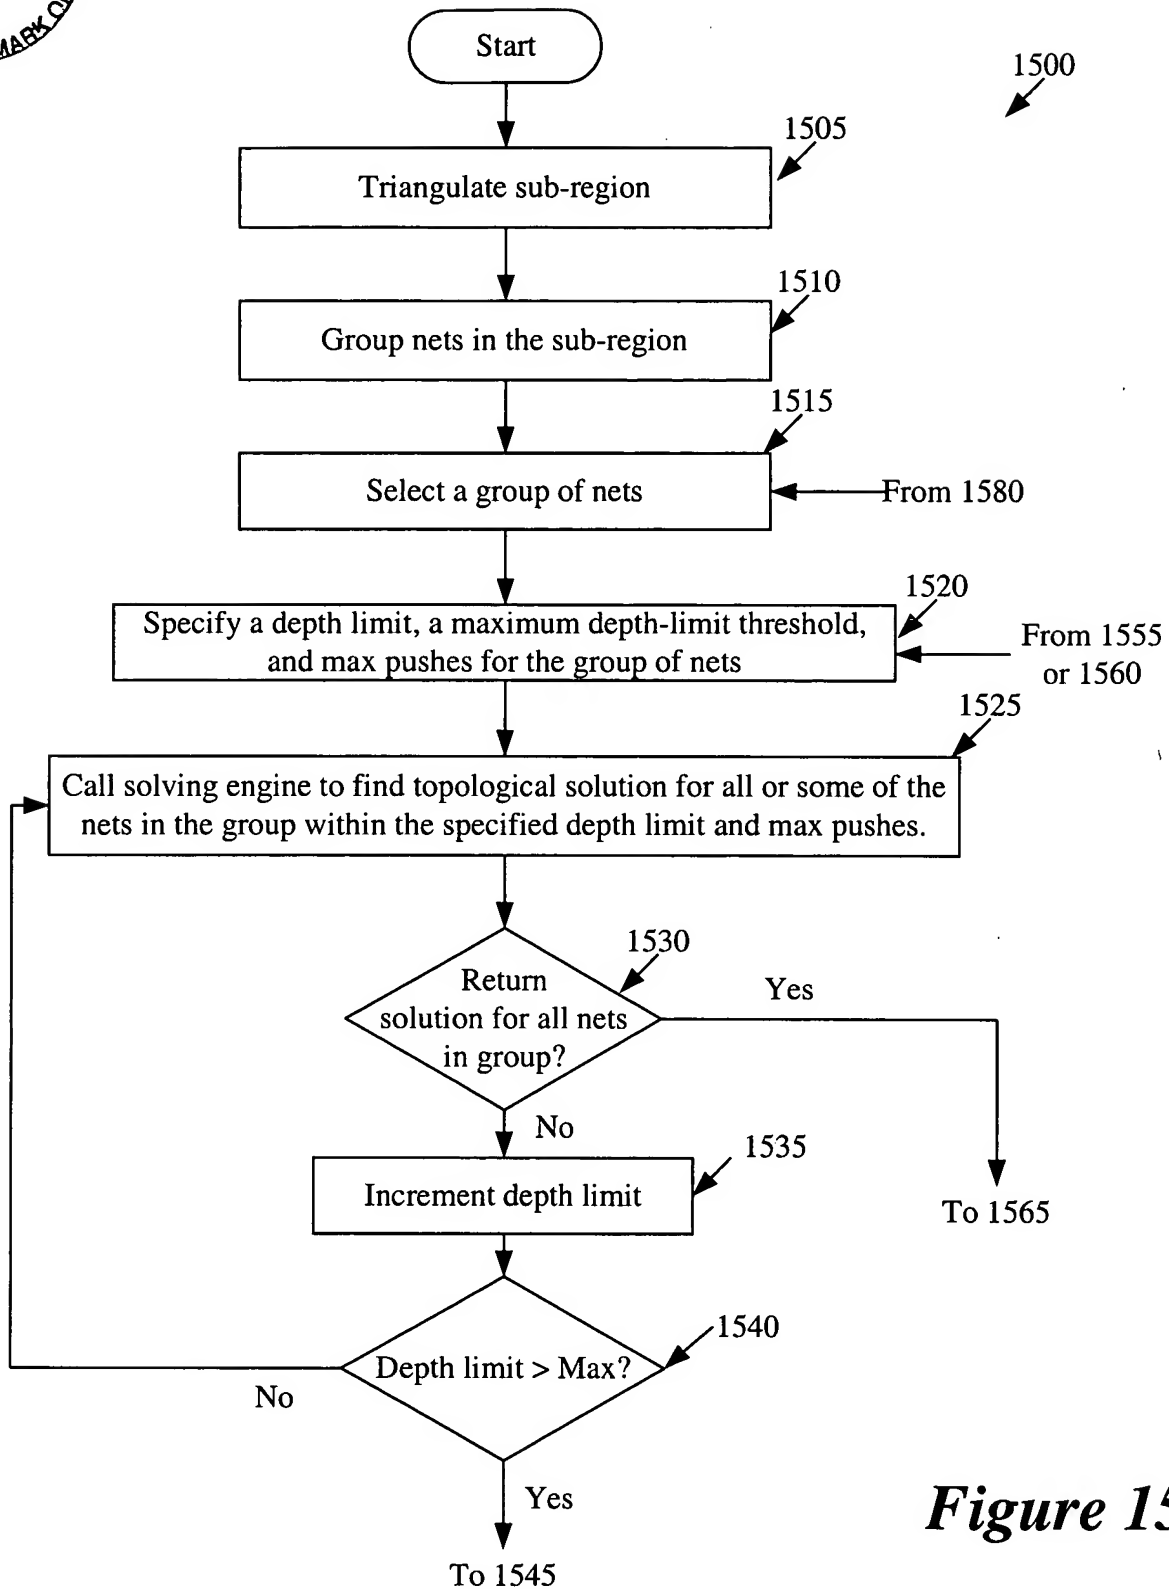 MARK
Start
1500
1505
Triangulate sub-region
1510
Group nets in the sub-region
1515
Select a group of nets
From 1580
1520
Specify a depth limit, a maximum depth-limit threshold,
and max pushes for the group of nets
From 1555
or 1560
1525
Call solving engine to find topological solution for all or some of the
nets in the group within the specified depth limit and max pushes.
1530
Return
solution for all nets
in group?
Yes
No
1535
Increment depth limit
To 1565
1540
Depth limit > Max?
No
Yes
Figure 15
To 1545